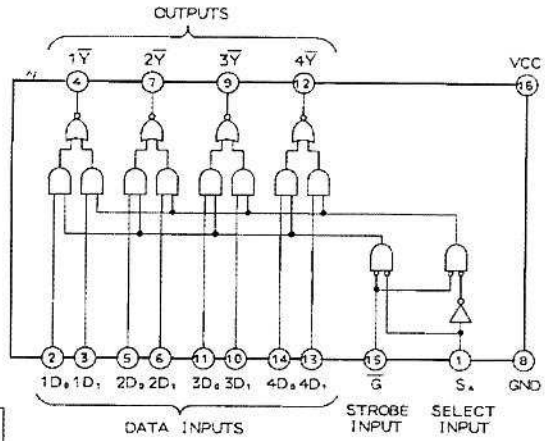 OUTPUTS
1Y̅ 2Y̅ 3Y̅ 4Y̅ VCC
4 7 9 12 16
2 3 5 6 11 10 14 13 15 1 8
1D₀ 1D₁ 2D₀ 2D₁ 3D₀ 3D₁ 4D₀ 4D₁ G̅ Sₐ GND
DATA INPUTS STROBE INPUT SELECT INPUT